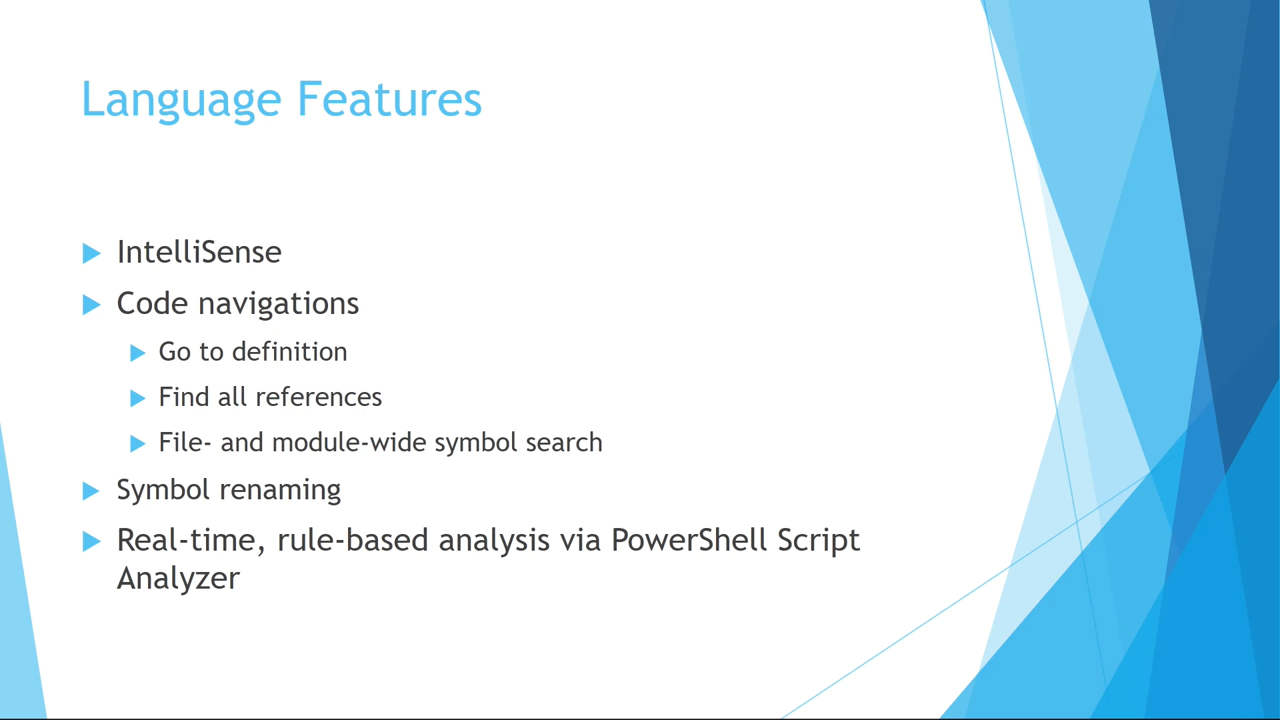 Language Features
IntelliSense
Code navigations
Go to definition
Find all references
File- and module-wide symbol search
Symbol renaming
Real-time, rule-based analysis via PowerShell Script
Analyzer